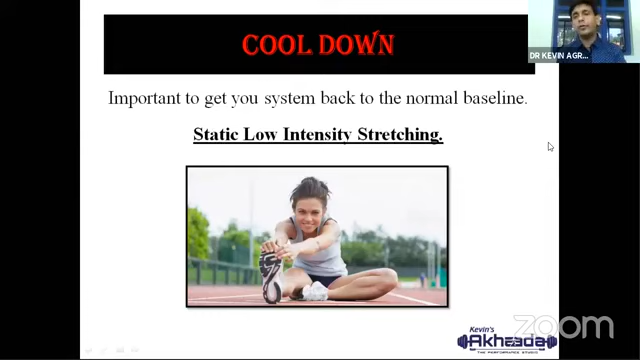 COOL DOWN
DR KEVIN AGR...
Important to get you system back to the normal baseline.
Static Low Intensity Stretching.
Kevin's
Akhaada
THE PERFORMANCE STUDIO
zoom